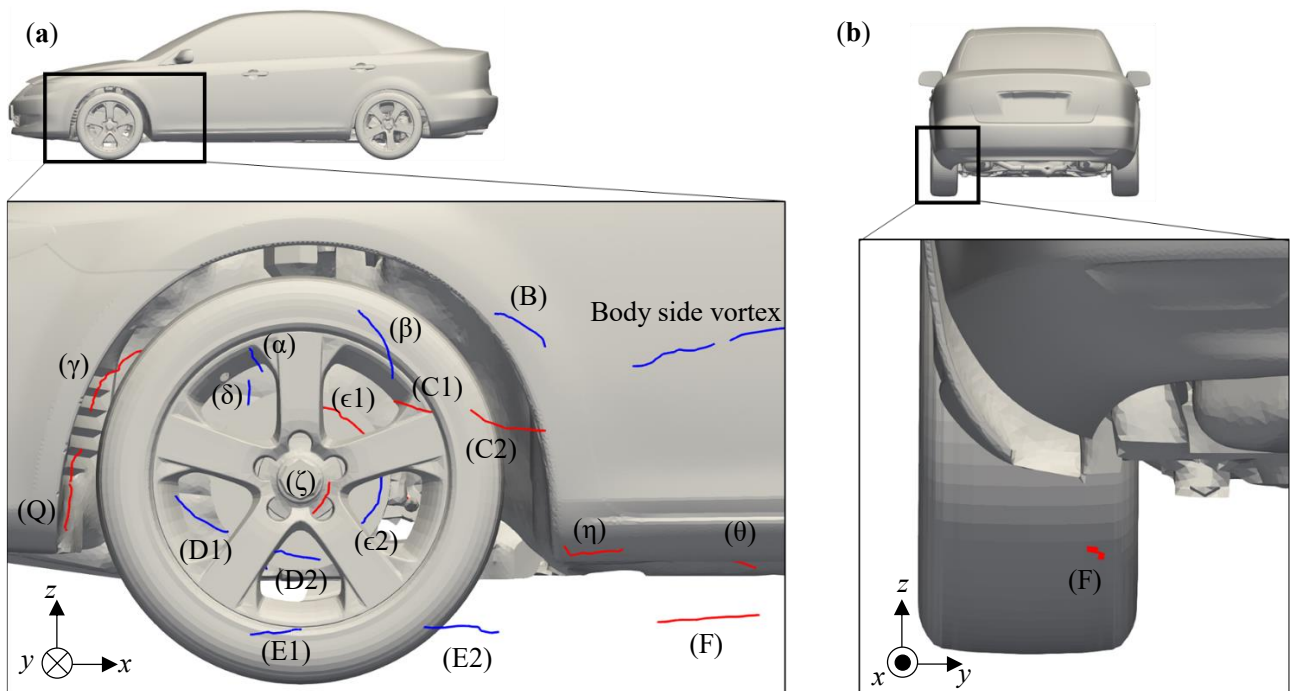 (a)
(b)
(B)
Body side vortex
(β)
(α)
(γ)
(δ)
(C1)
(ϵ1)
(C2)
(ζ)
(Q)
(D1)
(ϵ2)
(η)
(θ)
(D2)
(F)
(E1)
(E2)
(F)
z
y
x
z
x
y